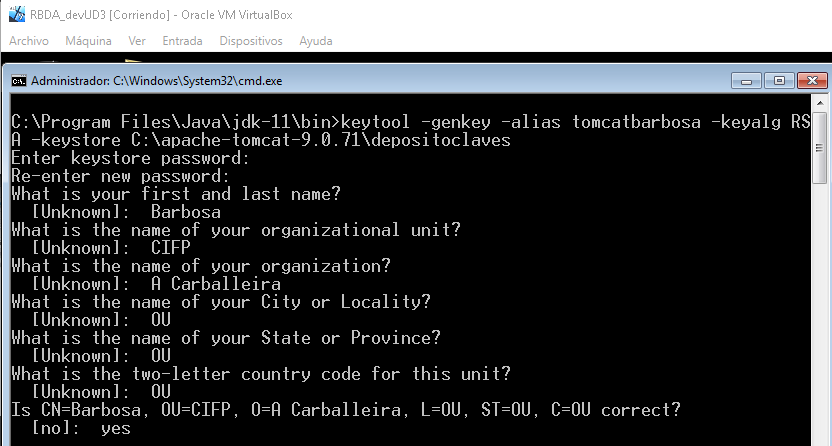 RBDA_devUD3 [Corriendo] - Oracle VM VirtualBox
Archivo Máquina Ver Entrada Dispositivos Ayuda
Administrador: C:\Windows\System32\cmd.exe
C:\Program Files\Java\jdk-11\bin>keytool -genkey -alias tomcatbarbosa -keyalg RS
A -keystore C:\apache-tomcat-9.0.71\depositoclaves
Enter keystore password:
Re-enter new password:
What is your first and last name?
[Unknown]: Barbosa
What is the name of your organizational unit?
[Unknown]: CIFP
What is the name of your organization?
[Unknown]: A Carballeira
What is the name of your City or Locality?
[Unknown]: OU
What is the name of your State or Province?
[Unknown]: OU
What is the two-letter country code for this unit?
[Unknown]: OU
Is CN=Barbosa, OU=CIFP, O=A Carballeira, L=OU, ST=OU, C=OU correct?
[no]: yes